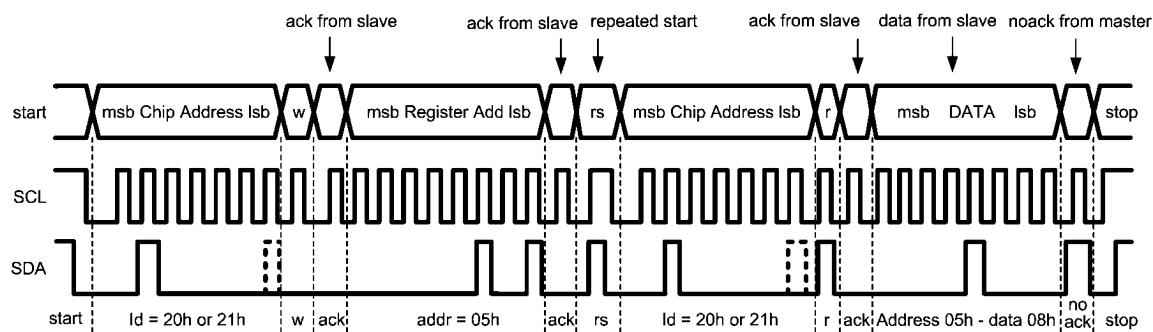 ack from slave
ack from slave repeated start ack from slave data from slave noack from master
start msb Chip Address lsb w msb Register Add lsb rs msb Chip Address lsb r msb DATA lsb stop
SCL
SDA
no
start Id = 20h or 21h w ack addr = 05h ack rs Id = 20h or 21h r ack Address 05h - data 08h ack stop